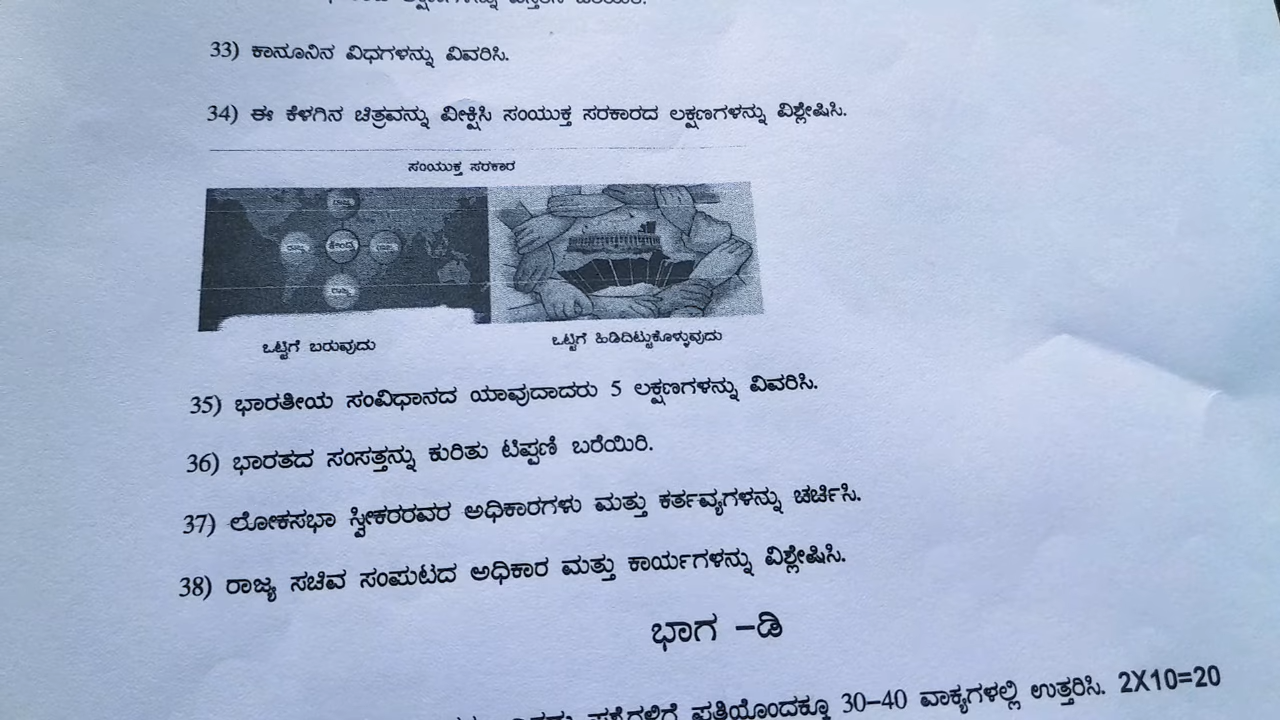 33) ಕಾನೂನಿನ ವಿಧಗಳನ್ನು ವಿವರಿಸಿ.
34) ಈ ಕೆಳಗಿನ ಚಿತ್ರವನ್ನು ವೀಕ್ಷಿಸಿ ಸಂಯುಕ್ತ ಸರಕಾರದ ಲಕ್ಷಣಗಳನ್ನು ವಿಶ್ಲೇಷಿಸಿ.
ಸಂಯುಕ್ತ ಸರಕಾರ
ರಾಜ್ಯ
ರಾಜ್ಯ ಕೇಂದ್ರ ರಾಜ್ಯ
ರಾಜ್ಯ
ಒಟ್ಟಿಗೆ ಬರುವುದು
ಒಟ್ಟಿಗೆ ಹಿಡಿದಿಟ್ಟುಕೊಳ್ಳುವುದು
35) ಭಾರತೀಯ ಸಂವಿಧಾನದ ಯಾವುದಾದರು 5 ಲಕ್ಷಣಗಳನ್ನು ವಿವರಿಸಿ.
36) ಭಾರತದ ಸಂಸತ್ತನ್ನು ಕುರಿತು ಟಿಪ್ಪಣಿ ಬರೆಯಿರಿ.
37) ಲೋಕಸಭಾ ಸ್ವೀಕರರವರ ಅಧಿಕಾರಗಳು ಮತ್ತು ಕರ್ತವ್ಯಗಳನ್ನು ಚರ್ಚಿಸಿ.
38) ರಾಜ್ಯ ಸಚಿವ ಸಂಪುಟದ ಅಧಿಕಾರ ಮತ್ತು ಕಾರ್ಯಗಳನ್ನು ವಿಶ್ಲೇಷಿಸಿ.
ಭಾಗ -ಡಿ
ಪ್ರಶ್ನೆಗಳಿಗೆ ಪ್ರತಿಯೊಂದಕ್ಕೂ 30-40 ವಾಕ್ಯಗಳಲ್ಲಿ ಉತ್ತರಿಸಿ. 2X10=20